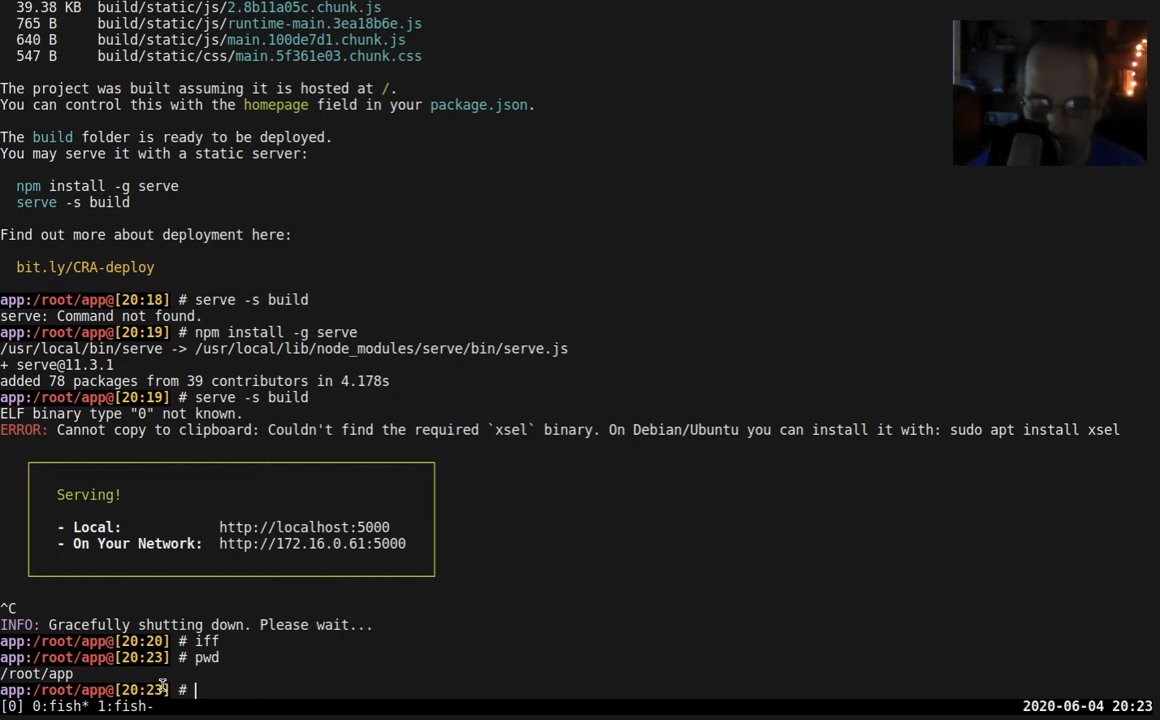 39.38 KB  build/static/js/2.8b11a05c.chunk.js
765 B     build/static/js/runtime-main.3ea18b6e.js
640 B     build/static/js/main.100de7d1.chunk.js
547 B     build/static/css/main.5f361e03.chunk.css
The project was built assuming it is hosted at /.
You can control this with the homepage field in your package.json.
The build folder is ready to be deployed.
You may serve it with a static server:
npm install -g serve
serve -s build
Find out more about deployment here:
bit.ly/CRA-deploy
app:/root/app@[20:18] # serve -s build
serve: Command not found.
app:/root/app@[20:19] # npm install -g serve
/usr/local/bin/serve -> /usr/local/lib/node_modules/serve/bin/serve.js
+ serve@11.3.1
added 78 packages from 39 contributors in 4.178s
app:/root/app@[20:19] # serve -s build
ELF binary type "0" not known.
ERROR: Cannot copy to clipboard: Couldn't find the required `xsel` binary. On Debian/Ubuntu you can install it with: sudo apt install xsel
Serving!
- Local:            http://localhost:5000
- On Your Network:  http://172.16.0.61:5000
^C
INFO: Gracefully shutting down. Please wait...
app:/root/app@[20:20] # iff
app:/root/app@[20:23] # pwd
/root/app
app:/root/app@[20:23] #
[0] 0:fish* 1:fish- 2020-06-04 20:23